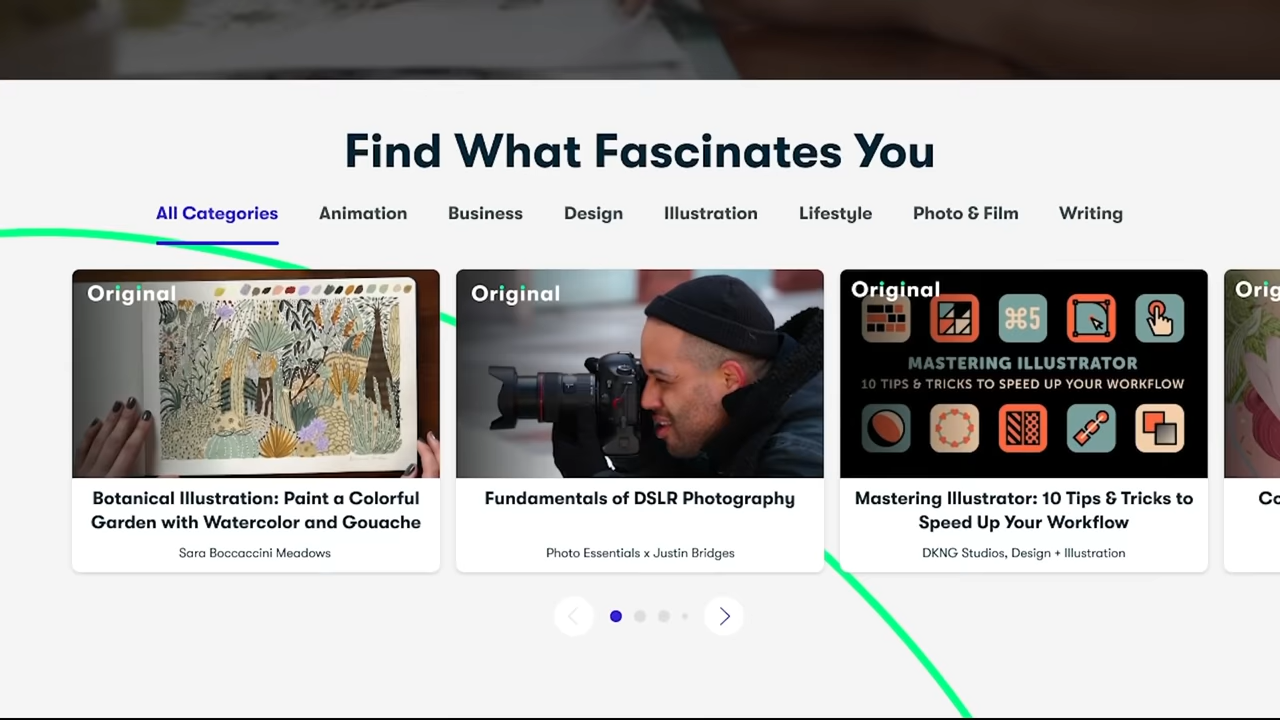 Find What Fascinates You
All Categories Animation Business Design Illustration Lifestyle Photo & Film Writing
Original
Botanical Illustration: Paint a Colorful
Garden with Watercolor and Gouache
Sara Boccaccini Meadows
Original
Fundamentals of DSLR Photography
Photo Essentials x Justin Bridges
Original
⌘5
MASTERING ILLUSTRATOR
10 TIPS & TRICKS TO SPEED UP YOUR WORKFLOW
Mastering Illustrator: 10 Tips & Tricks to
Speed Up Your Workflow
DKNG Studios, Design + Illustration